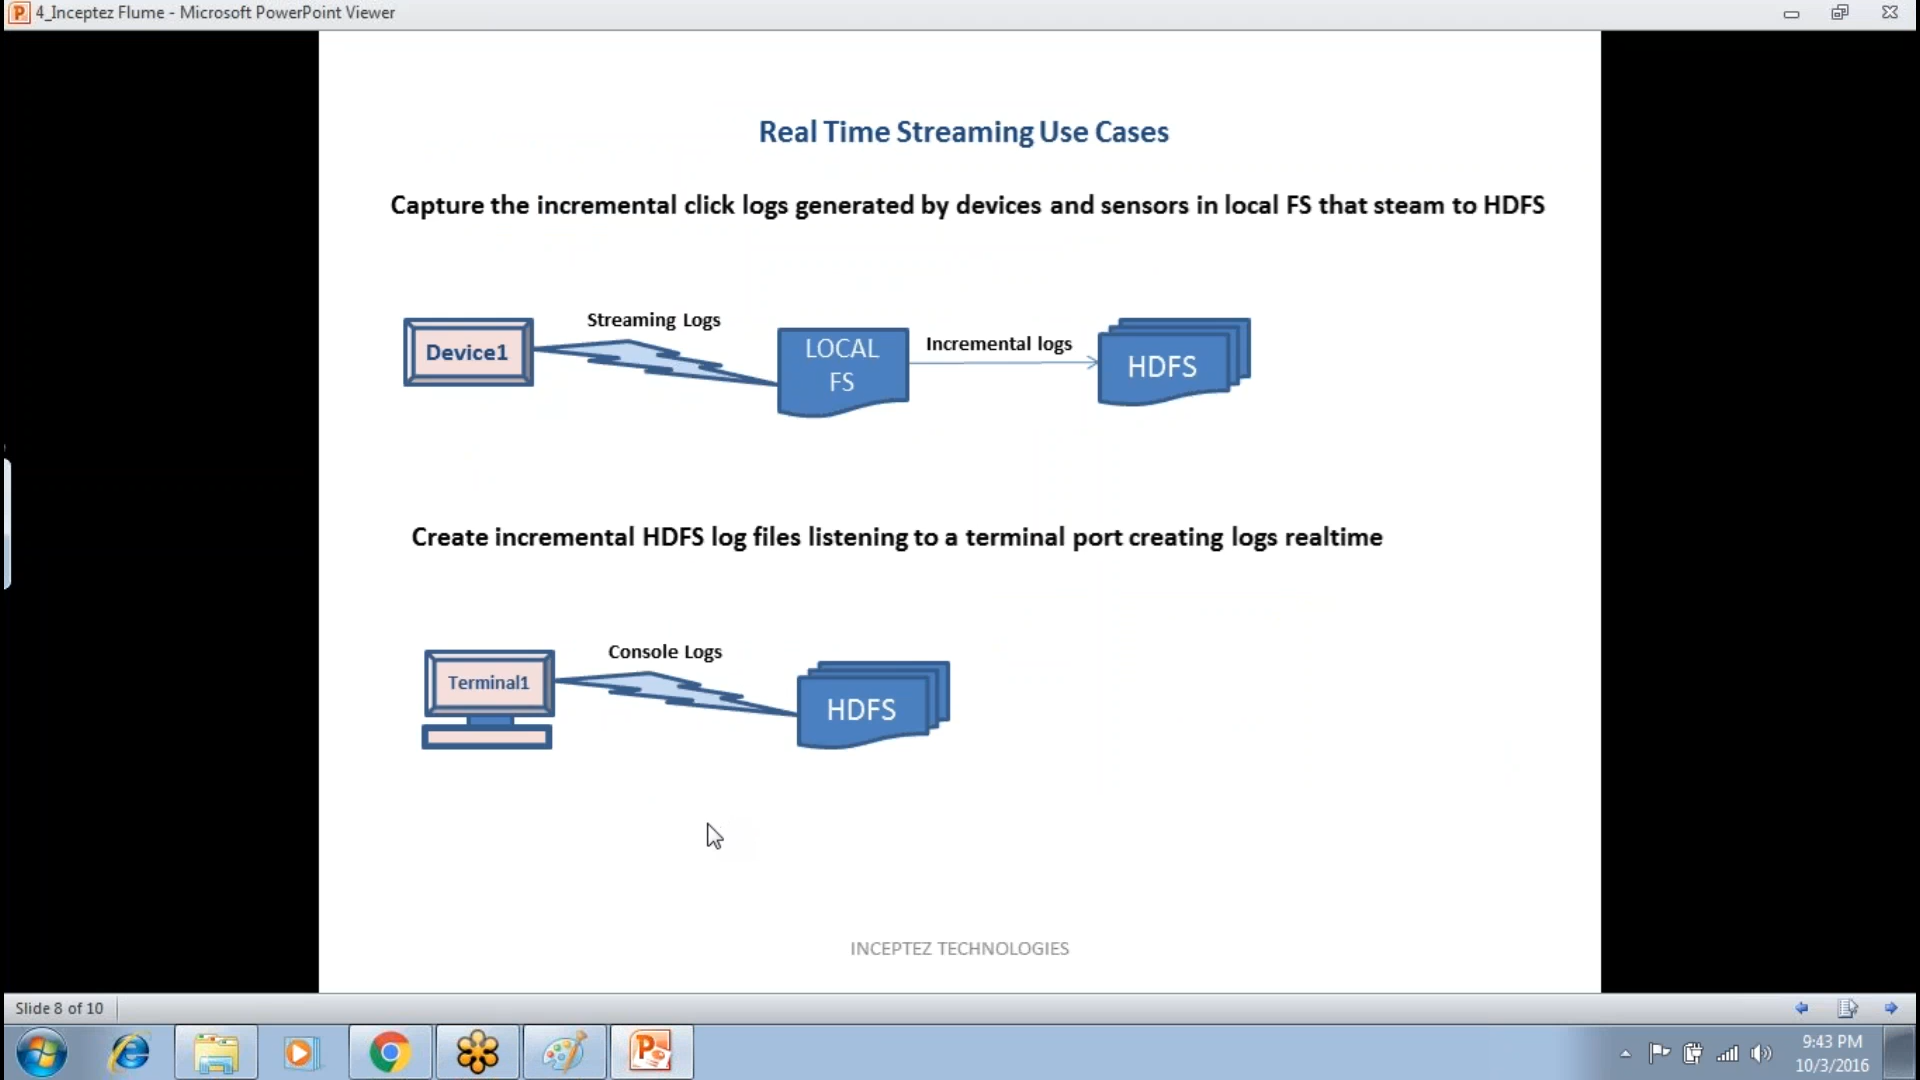 4_Inceptez Flume - Microsoft PowerPoint Viewer
Real Time Streaming Use Cases
Capture the incremental click logs generated by devices and sensors in local FS that steam to HDFS
Streaming Logs
Device1
LOCAL
FS
Incremental logs
HDFS
Create incremental HDFS log files listening to a terminal port creating logs realtime
Console Logs
Terminal1
HDFS
INCEPTEZ TECHNOLOGIES
Slide 8 of 10
9:43 PM
10/3/2016